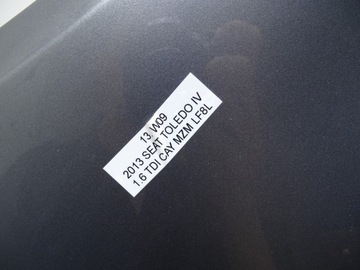 13 W09
2013 SEAT TOLEDO IV
1.6 TDI CAY MZM LF8L